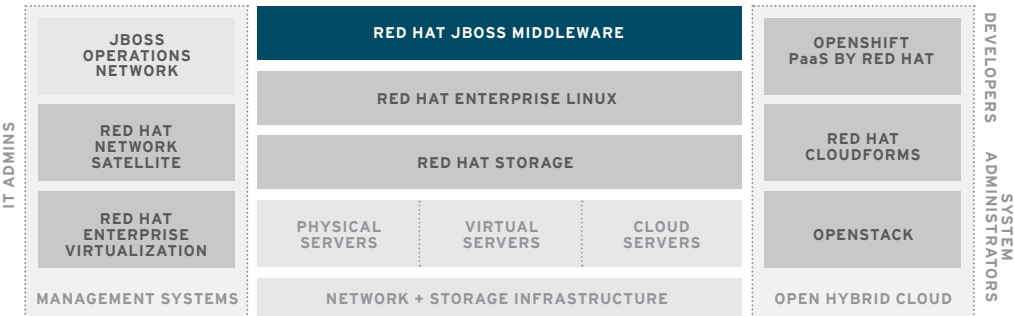 IT ADMINS
JBOSS
OPERATIONS
NETWORK
RED HAT
NETWORK
SATELLITE
RED HAT
ENTERPRISE
VIRTUALIZATION
MANAGEMENT SYSTEMS
RED HAT JBOSS MIDDLEWARE
RED HAT ENTERPRISE LINUX
RED HAT STORAGE
PHYSICAL
SERVERS
VIRTUAL
SERVERS
CLOUD
SERVERS
NETWORK + STORAGE INFRASTRUCTURE
OPENSHIFT
PaaS BY RED HAT
RED HAT
CLOUDFORMS
OPENSTACK
OPEN HYBRID CLOUD
DEVELOPERS
SYSTEM
ADMINISTRATORS